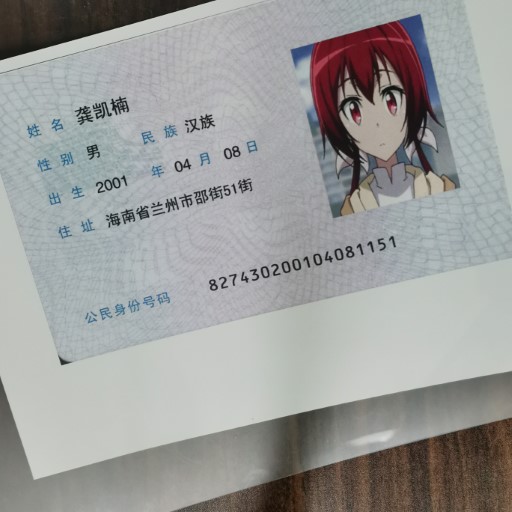 姓名 龚凯楠
性别 男 民族 汉族
出生 2001 年 04 月 08 日
住址 海南省兰州市邵街51街
公民身份号码 827430200104081151